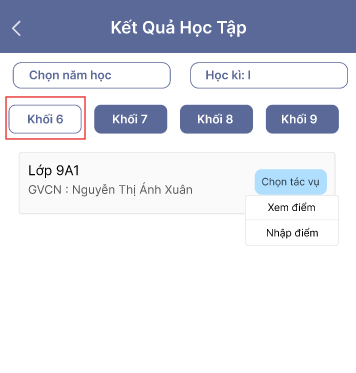 Kết Quả Học Tập
Chọn năm học
Học kì: I
Khối 6
Khối 7
Khối 8
Khối 9
Lớp 9A1
GVCN : Nguyễn Thị Ánh Xuân
Chọn tác vụ
Xem điểm
Nhập điểm